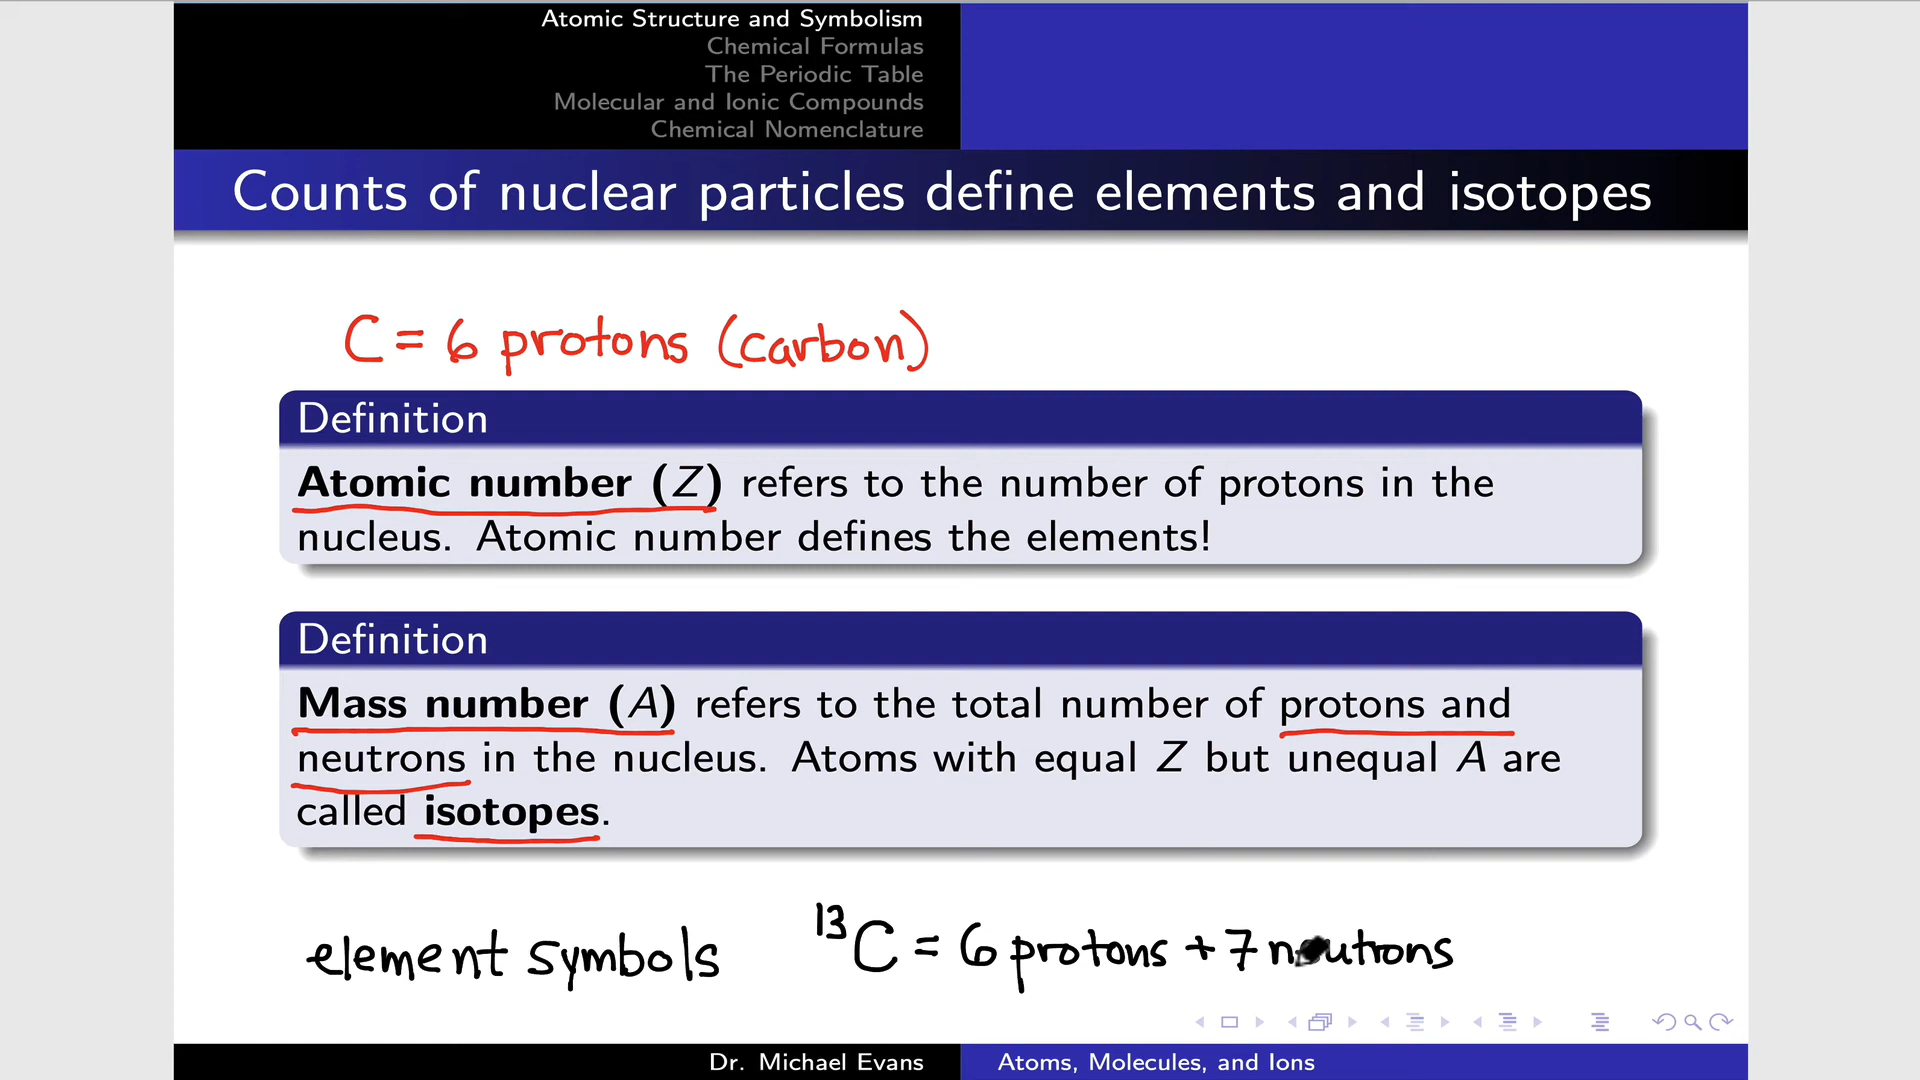 Atomic Structure and Symbolism
Chemical Formulas
The Periodic Table
Molecular and Ionic Compounds
Chemical Nomenclature
Counts of nuclear particles define elements and isotopes
C = 6 protons (carbon)
Definition
Atomic number (Z) refers to the number of protons in the
nucleus. Atomic number defines the elements!
Definition
Mass number (A) refers to the total number of protons and
neutrons in the nucleus. Atoms with equal Z but unequal A are
called isotopes.
element symbols
¹³C = 6 protons + 7 neutrons
Dr. Michael Evans
Atoms, Molecules, and Ions